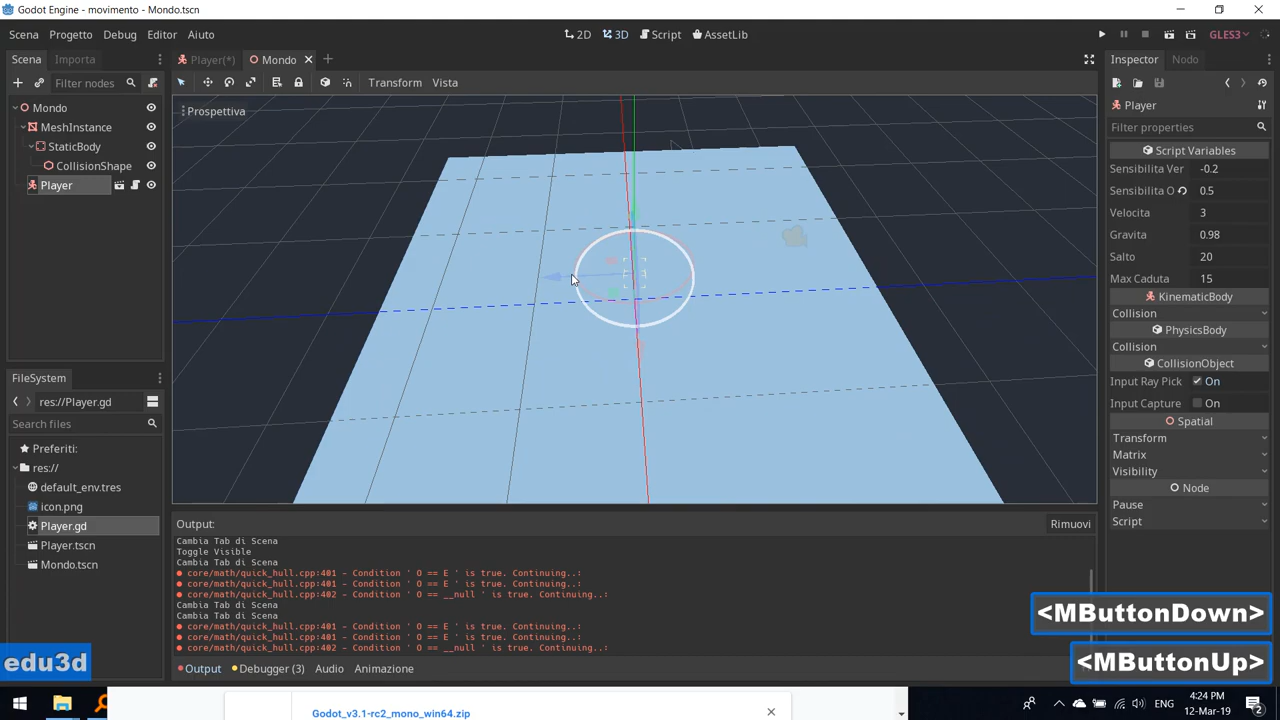 Godot Engine - movimento - Mondo.tscn
Scena Progetto Debug Editor Aiuto
2D 3D Script AssetLib
GLES3
Scena Importa
Player(*) Mondo
Inspector Nodo
Filter nodes
Transform Vista
Mondo
MeshInstance
StaticBody
CollisionShape
Player
Prospettiva
Player
Filter properties
Script Variables
Sensibilita Ver -0.2
Sensibilita O 0.5
Velocita 3
Gravita 0.98
Salto 20
Max Caduta 15
KinematicBody
Collision
PhysicsBody
Collision
CollisionObject
Input Ray Pick On
Input Capture On
Spatial
Transform
Matrix
Visibility
Node
Pause
Script
FileSystem
res://Player.gd
Search files
Preferiti:
res://
default_env.tres
icon.png
Player.gd
Player.tscn
Mondo.tscn
Output:
Rimuovi
Cambia Tab di Scena
Toggle Visible
Cambia Tab di Scena
core/math/quick_hull.cpp:401 - Condition ' O == E ' is true. Continuing..:
core/math/quick_hull.cpp:401 - Condition ' O == E ' is true. Continuing..:
core/math/quick_hull.cpp:402 - Condition ' O == __null ' is true. Continuing..:
Cambia Tab di Scena
Cambia Tab di Scena
core/math/quick_hull.cpp:401 - Condition ' O == E ' is true. Continuing..:
core/math/quick_hull.cpp:401 - Condition ' O == E ' is true. Continuing..:
core/math/quick_hull.cpp:402 - Condition ' O == __null ' is true. Continuing..:
Output Debugger (3) Audio Animazione
<MButtonDown>
<MButtonUp>
edu3d
Godot_v3.1-rc2_mono_win64.zip
ENG
4:24 PM
12-Mar-19
2